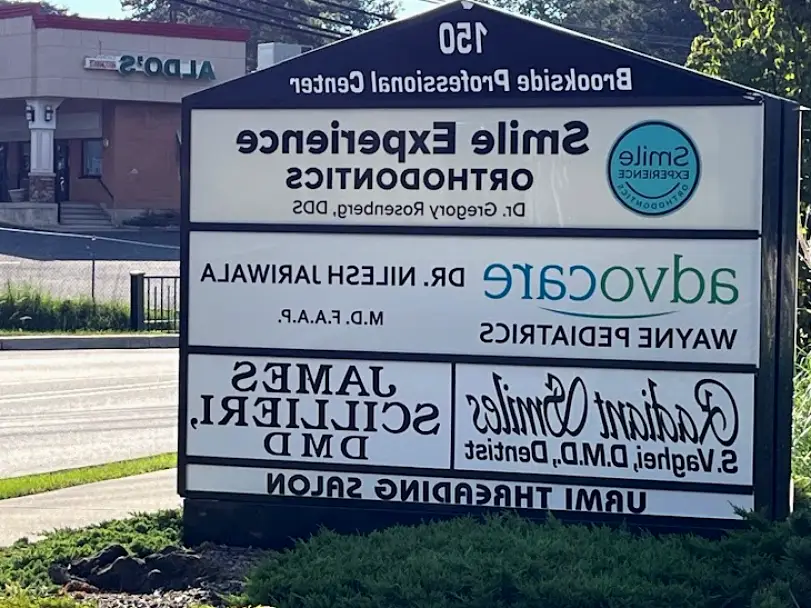 150
Brookside Professional Center
Smile
EXPERIENCE
ORTHODONTICS
Smile Experience
ORTHODONTICS
Dr. Gregory Rosenberg, DDS
advocare
WAYNE PEDIATRICS
DR. NILESH JARIWALA
M.D.F.A.A.P.
Radiant Smiles
S.Vaghei, D.M.D., Dentist
JAMES
SCILLIERI,
DMD
URMI THREADING SALON
ALDO'S